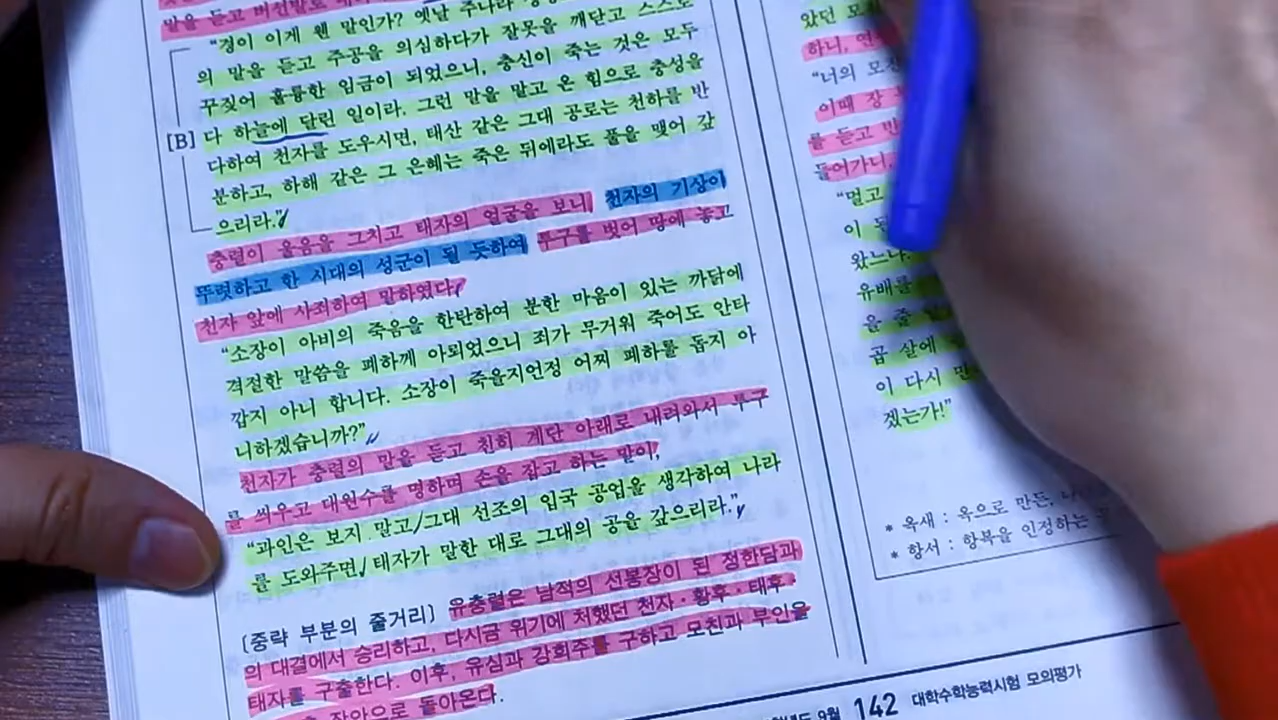 말을 듣고 버선발로
“경이 이게 웬 말인가? 옛날 주나라
의 말을 듣고 주공을 의심하다가 잘못을 깨닫고 스스로
꾸짖어 훌륭한 임금이 되었으니, 충신이 죽는 것은 모두
[B] 다 하늘에 달린 일이라. 그런 말을 말고 온 힘으로 충성을
다하여 천자를 도우시면, 태산 같은 그대 공로는 천하를 반
분하고, 하해 같은 그 은혜는 죽은 뒤에라도 풀을 맺어 갚
으리라.”
충렬이 울음을 그치고 태자의 얼굴을 보니 천자의 기상이
뚜렷하고 한 시대의 성군이 될 듯하여 투구를 벗어 땅에 놓고
천자 앞에 사죄하여 말하였다.
“소장이 아비의 죽음을 한탄하여 분한 마음이 있는 까닭에
격절한 말씀을 폐하께 아뢰었으니 죄가 무거워 죽어도 안타
깝지 아니 합니다. 소장이 죽을지언정 어찌 폐하를 돕지 아
니하겠습니까?”
천자가 충렬의 말을 듣고 친히 계단 아래로 내려와서 투구
를 씌우고 대원수를 명하며 손을 잡고 하는 말이,
“과인은 보지 말고 그대 선조의 입국 공업을 생각하여 나라
를 도와주면 태자가 말한 대로 그대의 공을 갚으리라.”
[중략 부분의 줄거리] 유충렬은 남적의 선봉장이 된 정한담과
의 대결에서 승리하고, 다시금 위기에 처했던 천자·황후·태후·
태자를 구출한다. 이후, 유심과 강희주를 구하고 모친과 부인을
장안으로 돌아온다.
았던
하니,
“너의
이때 장
를 듣고
들어가니,
“멀고
이
왔느냐.
유배를
을 줄
곱 살에
이 다시 만
겠는가!”
* 옥새 : 옥으로 만든,
* 항서 : 항복을 인정하는
9월 142 대학수학능력시험 모의평가